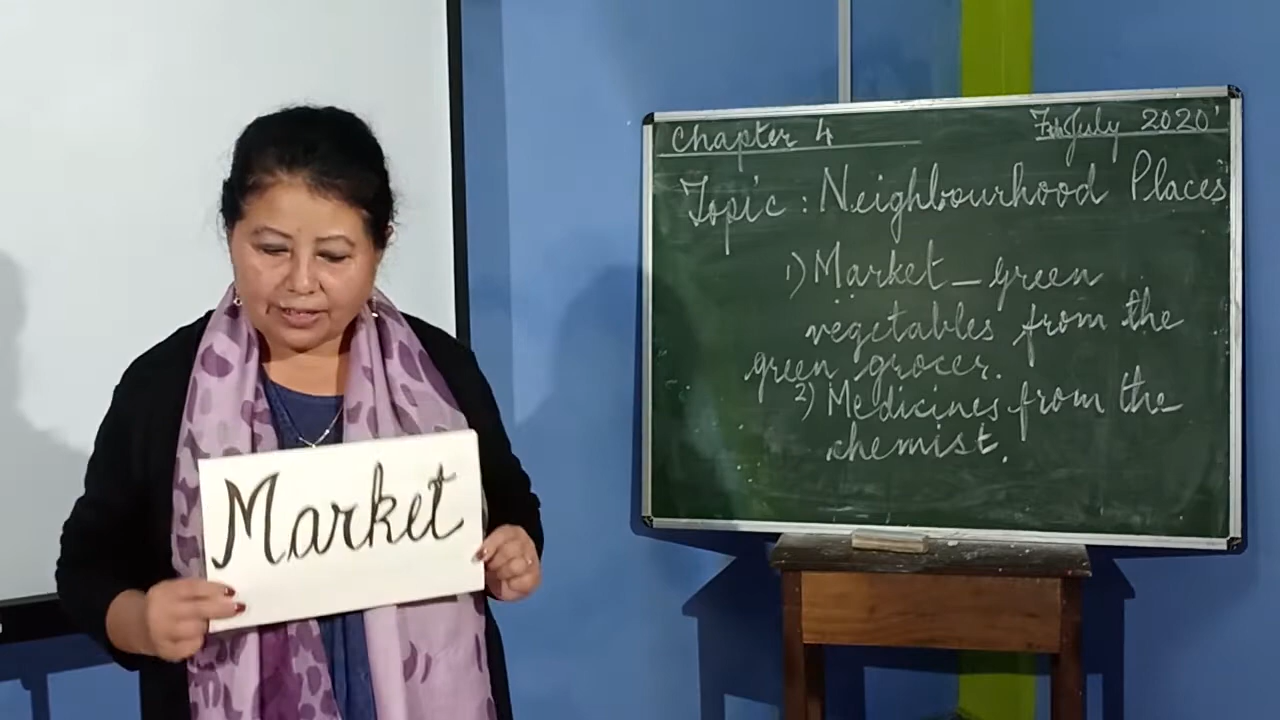 Market
Chapter 4 7th July 2020
Topic : Neighbourhood Places
1) Market - green
vegetables from the
green grocer.
2) Medicines from the
chemist.